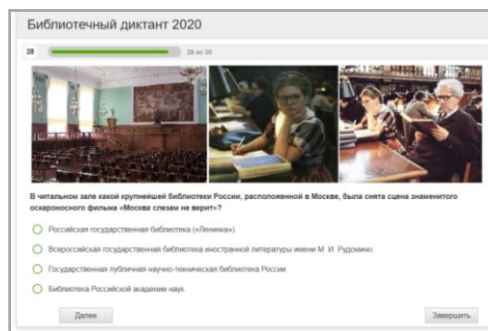 Библиотечный диктант 2020
28
28 из 30
В читальном зале какой крупнейшей библиотеки России, расположенной в Москве, была снята сцена знаменитого
оскароносного фильма «Москва слезам не верит»?
Российская государственная библиотека («Ленинка»).
Всероссийская государственная библиотека иностранной литературы имени М. И. Рудомино.
Государственная публичная научно-техническая библиотека России.
Библиотека Российской академии наук.
Далее
Завершить